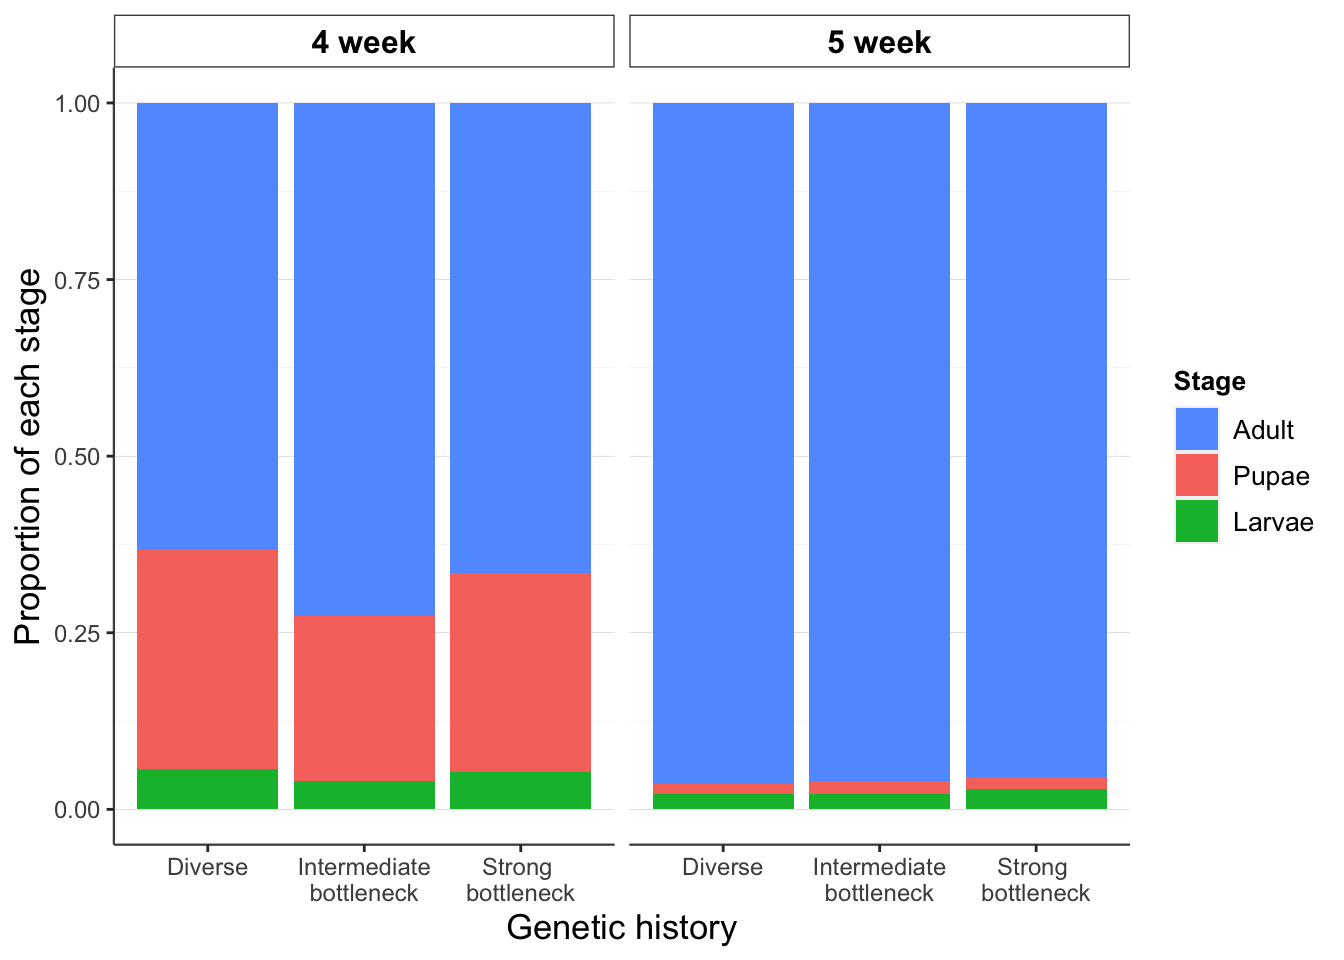 4 week
5 week
Proportion of each stage
1.00
0.75
0.50
0.25
0.00
Diverse
Intermediate
bottleneck
Strong
bottleneck
Diverse
Intermediate
bottleneck
Strong
bottleneck
Genetic history
Stage
Adult
Pupae
Larvae